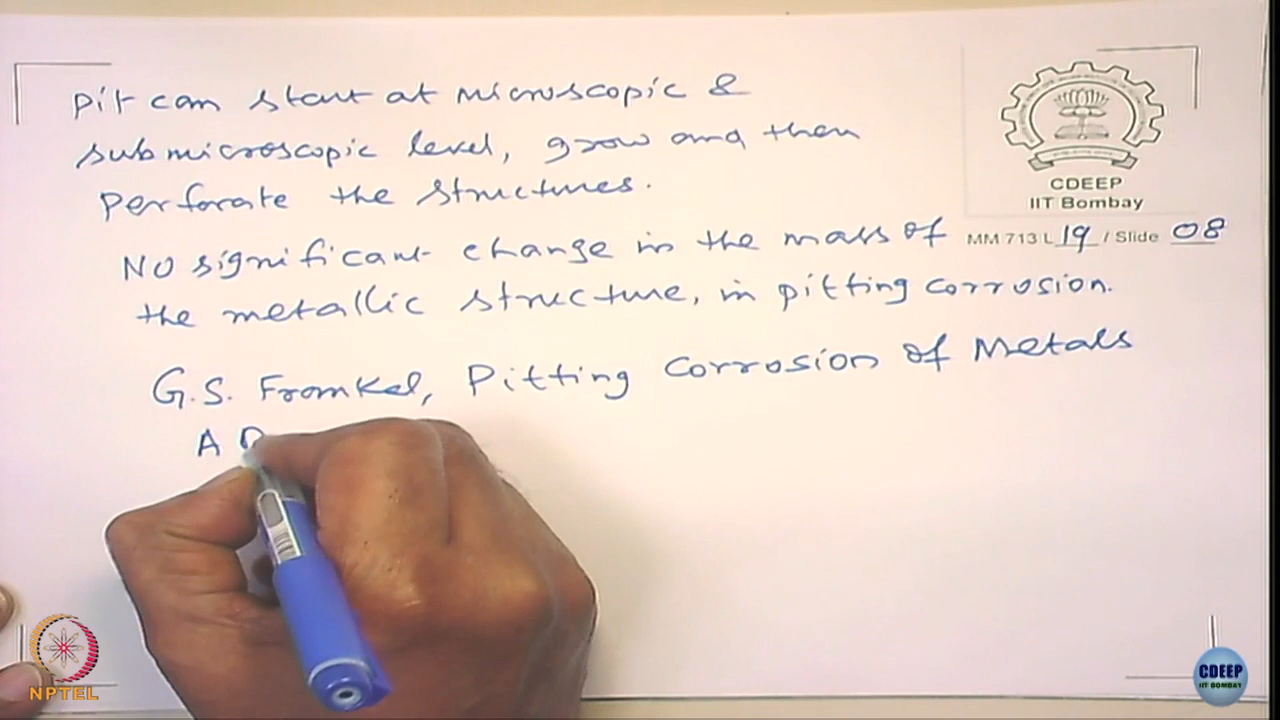 pit can start at microscopic &
submicroscopic level, grow and then
perforate the structures.
CDEEP
IIT Bombay
No significant change in the mass of
MM 713 L 19 / Slide 08
the metallic structure, in pitting corrosion.
G.S. Frankel, Pitting Corrosion of Metals
A
NPTEL
CDEEP
IIT BOMBAY